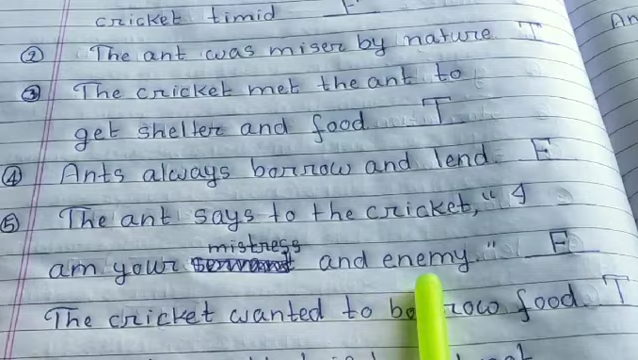 cricket timid F
② The ant was miser by nature T
③ The cricket met the ant to
get shelter and food T
④ Ants always borrow and lend F
⑤ The ant says to the cricket, "I
mistress
am your and enemy." F
The cricket wanted to borrow food T
An